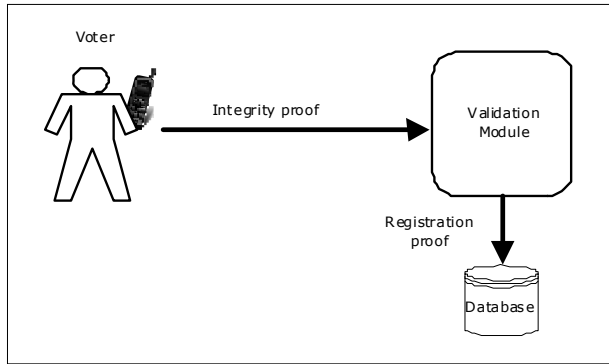 Voter
Integrity proof
Validation
Module
Registration
proof
Database